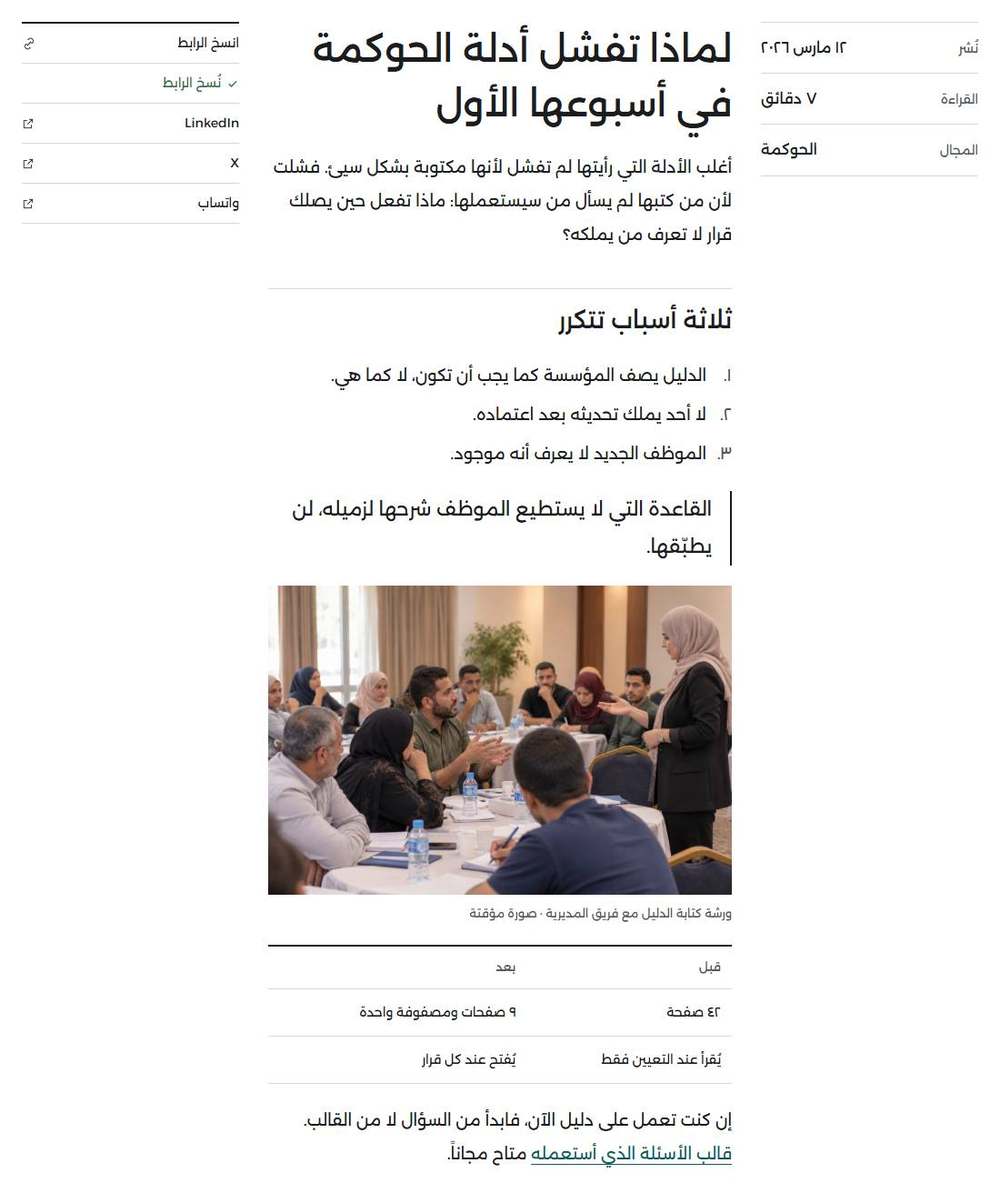 نُشر
١٢ مارس ٢٠٢٦
القراءة
٧ دقائق
المجال
الحوكمة
لماذا تفشل أدلة الحوكمة
في أسبوعها الأول
أغلب الأدلة التي رأيتها لم تفشل لأنها مكتوبة بشكل سيئ. فشلت
لأن من كتبها لم يسأل من سيستعملها: ماذا تفعل حين يصلك
قرار لا تعرف من يملكه؟
ثلاثة أسباب تتكرر
١. الدليل يصف المؤسسة كما يجب أن تكون، لا كما هي.
٢. لا أحد يملك تحديثه بعد اعتماده.
٣. الموظف الجديد لا يعرف أنه موجود.
القاعدة التي لا يستطيع الموظف شرحها لزميله، لن
يطبّقها.
ورشة كتابة الدليل مع فريق المديرية · صورة مؤقتة
قبل
بعد
٤٢ صفحة
٩ صفحات ومصفوفة واحدة
يُقرأ عند التعيين فقط
يُفتح عند كل قرار
إن كنت تعمل على دليل الآن، فابدأ من السؤال لا من القالب.
قالب الأسئلة الذي أستعمله متاح مجاناً.
انسخ الرابط
✓ نُسخ الرابط
LinkedIn
X
واتساب